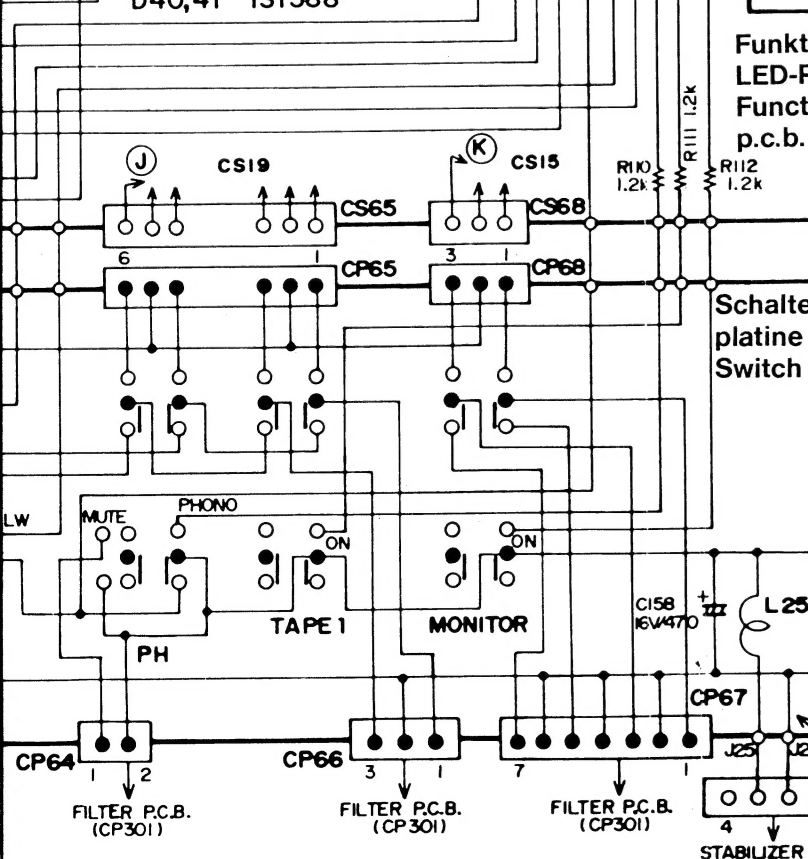 D40,41 1S1588
Funkt
LED-P
Funct
p.c.b.
R111 1.2k
J
CS19
K
CS15
R110
1.2k
R112
1.2k
CS65
CS68
6
1
CP65
3
1
CP68
Schalte
platine
Switch
LW
MUTE
PHONO
ON
ON
C158
16V/470
+
L25
PH
TAPE 1
MONITOR
CP67
CP64
1
2
CP66
3
1
7
1
J25
J2
FILTER P.C.B.
(CP301)
FILTER P.C.B.
(CP301)
FILTER P.C.B.
(CP301)
4
STABILIZER